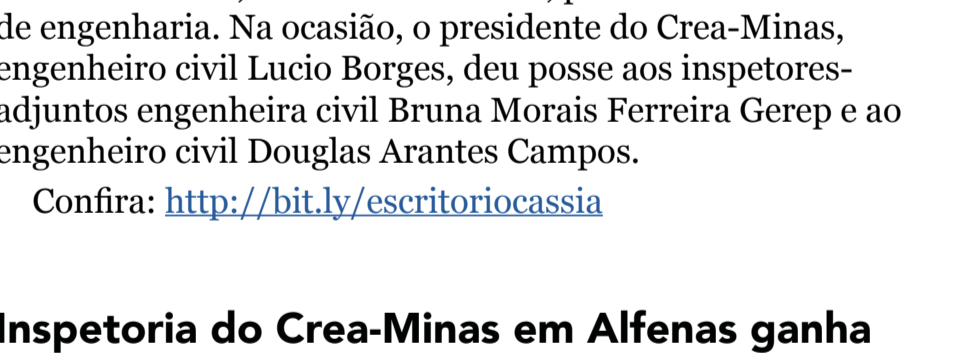 de engenharia. Na ocasião, o presidente do Crea-Minas,
engenheiro civil Lucio Borges, deu posse aos inspetores-
adjuntos engenheira civil Bruna Morais Ferreira Gerep e ao
engenheiro civil Douglas Arantes Campos.
Confira: http://bit.ly/escritoriocassia
Inspetoria do Crea-Minas em Alfenas ganha